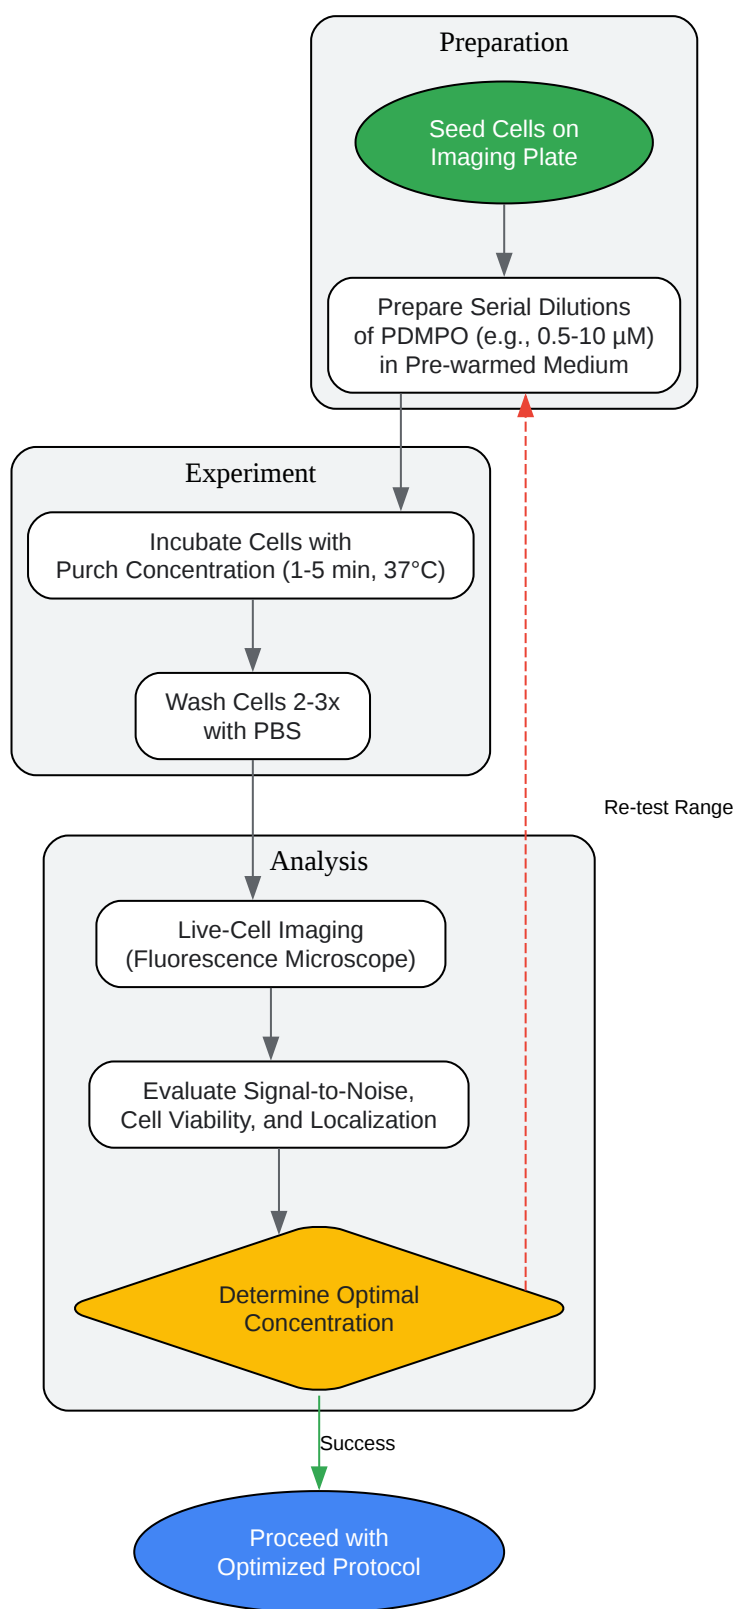 Preparation
Seed Cells on
Imaging Plate
Prepare Serial Dilutions
of PDMPO (e.g., 0.5-10 µM)
in Pre-warmed Medium
Experiment
Incubate Cells with
Purch Concentration (1-5 min, 37°C)
Wash Cells 2-3x
with PBS
Re-test Range
Analysis
Live-Cell Imaging
(Fluorescence Microscope)
Evaluate Signal-to-Noise,
Cell Viability, and Localization
Determine Optimal
Concentration
Success
Proceed with
Optimized Protocol